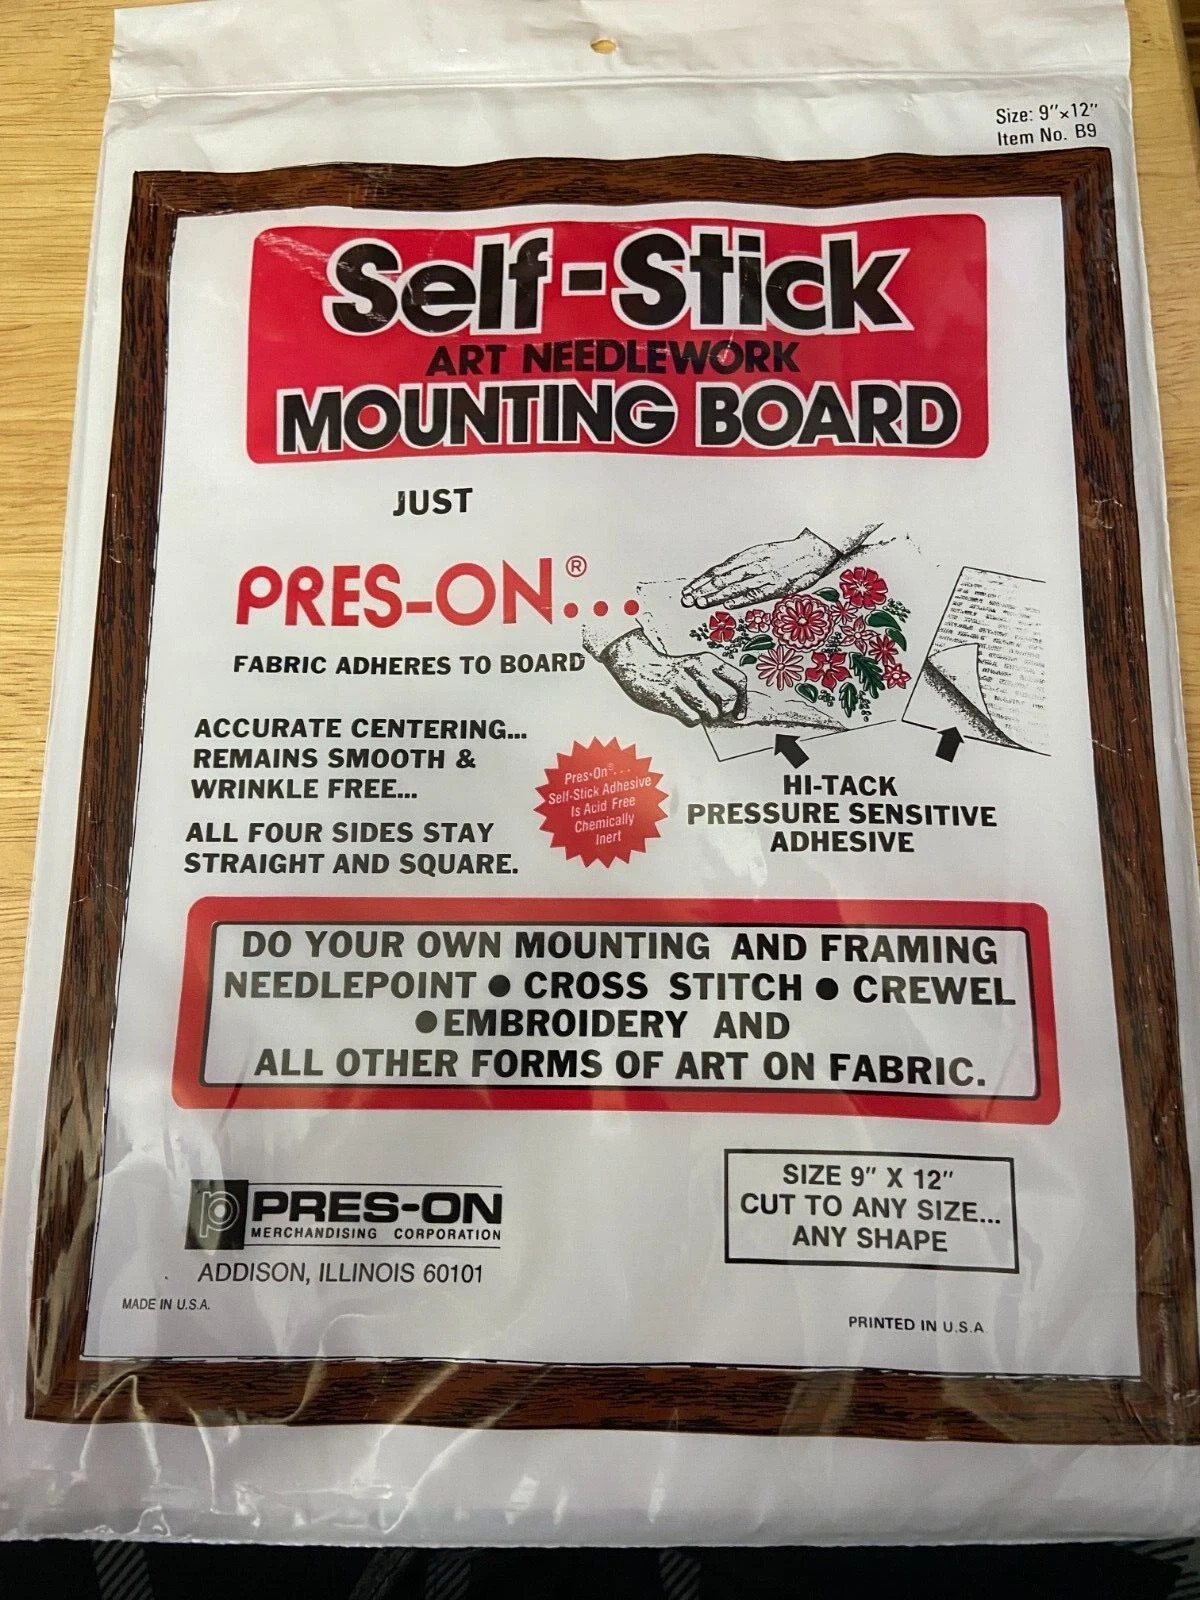 Size: 9"x12"
Item No. B9
Self-Stick
ART NEEDLEWORK
MOUNTING BOARD
JUST
PRES-ON®...
FABRIC ADHERES TO BOARD
ACCURATE CENTERING...
REMAINS SMOOTH &
WRINKLE FREE...
ALL FOUR SIDES STAY
STRAIGHT AND SQUARE.
Pres-On®...
Self-Stick Adhesive
Is Acid Free
Chemically
Inert
HI-TACK
PRESSURE SENSITIVE
ADHESIVE
DO YOUR OWN MOUNTING AND FRAMING
NEEDLEPOINT ● CROSS STITCH ● CREWEL
●EMBROIDERY AND
ALL OTHER FORMS OF ART ON FABRIC.
PRES-ON
MERCHANDISING CORPORATION
ADDISON, ILLINOIS 60101
MADE IN U.S.A.
SIZE 9" X 12"
CUT TO ANY SIZE...
ANY SHAPE
PRINTED IN U.S.A.